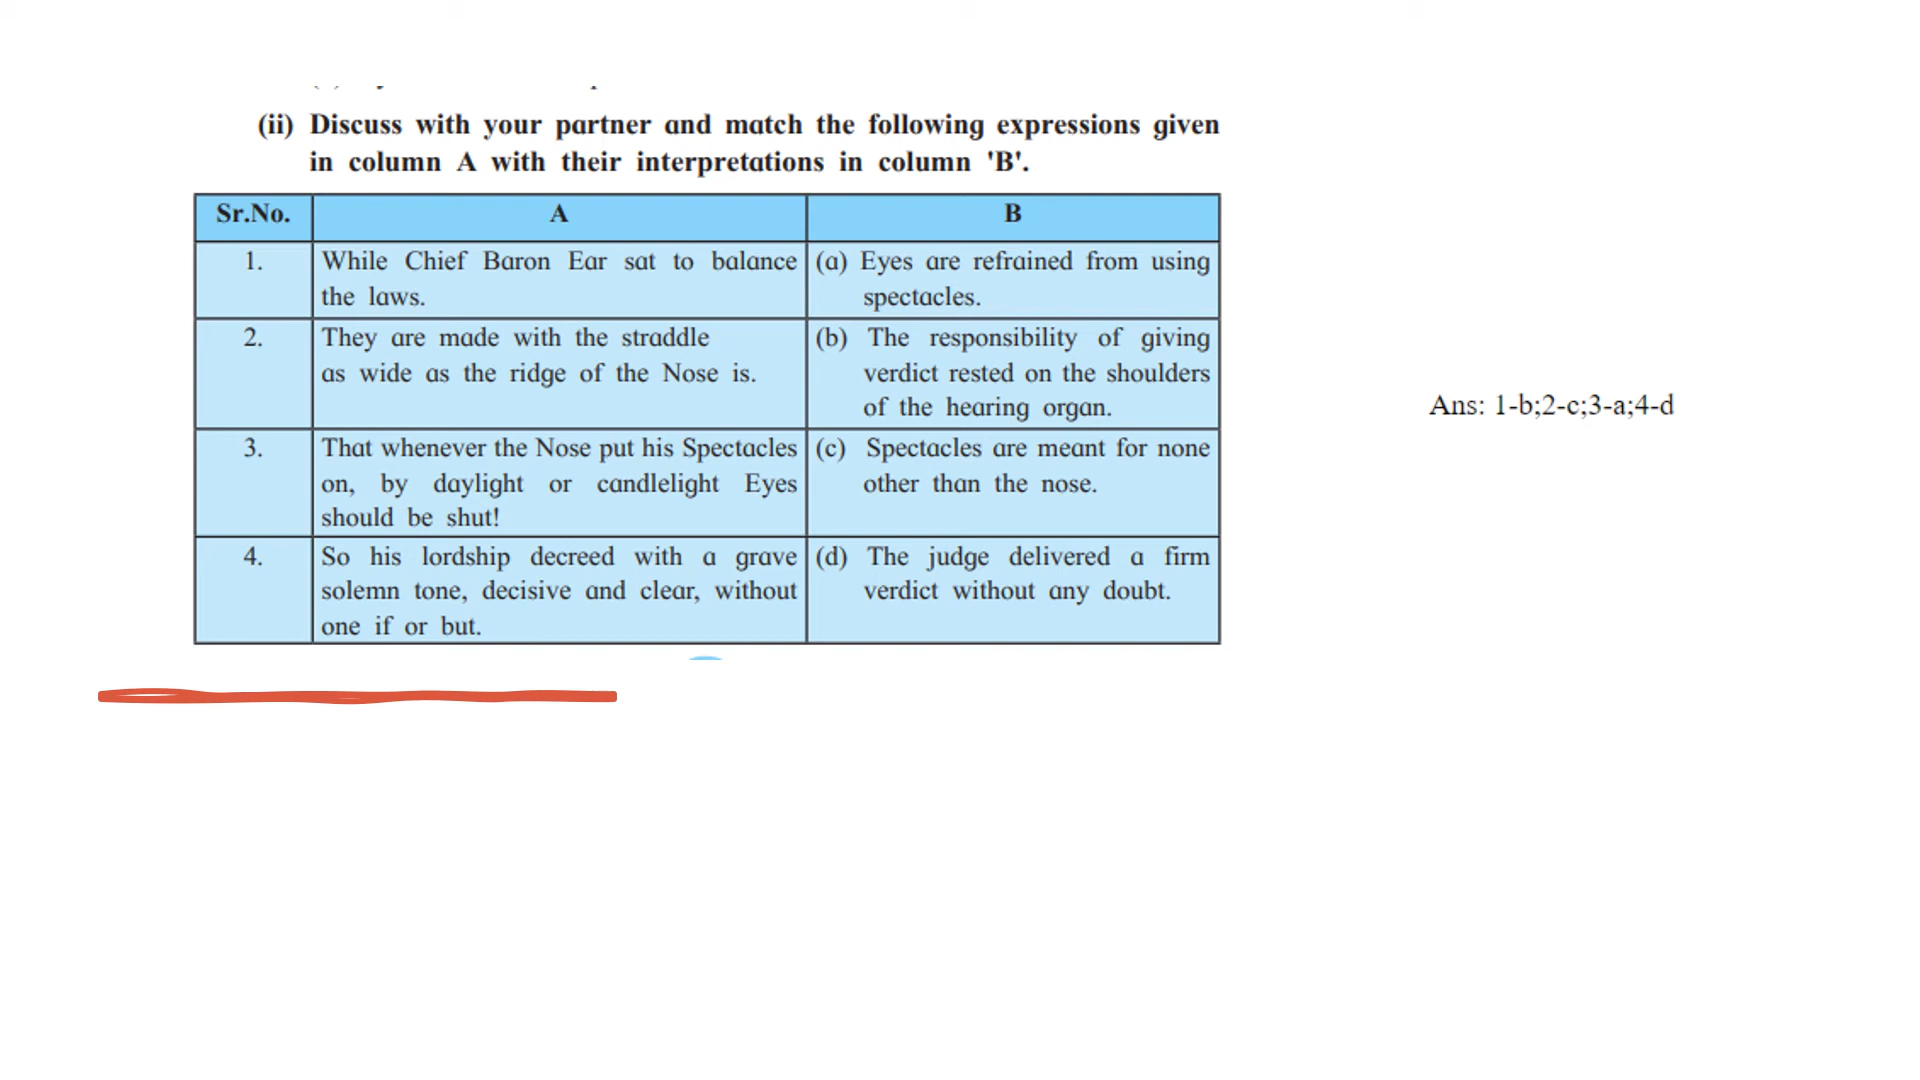 (ii) Discuss with your partner and match the following expressions given
in column A with their interpretations in column 'B'.
Sr.No. A B
1. While Chief Baron Ear sat to balance
the laws.
(a) Eyes are refrained from using
spectacles.
2. They are made with the straddle
as wide as the ridge of the Nose is.
(b) The responsibility of giving
verdict rested on the shoulders
of the hearing organ.
3. That whenever the Nose put his Spectacles
on, by daylight or candlelight Eyes
should be shut!
(c) Spectacles are meant for none
other than the nose.
4. So his lordship decreed with a grave
solemn tone, decisive and clear, without
one if or but.
(d) The judge delivered a firm
verdict without any doubt.
Ans: 1-b;2-c;3-a;4-d